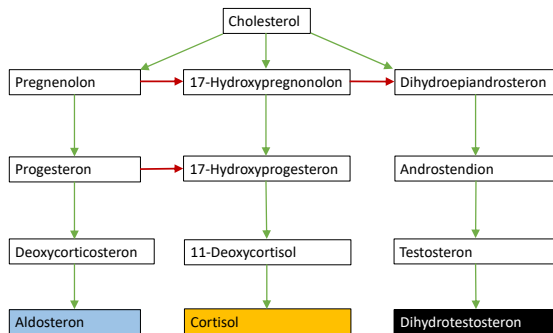 Cholesterol
Pregnenolon
17-Hydroxypregnonolon
Dihydroepiandrosteron
Progesteron
17-Hydroxyprogesteron
Androstendion
Deoxycorticosteron
11-Deoxycortisol
Testosteron
Aldosteron
Cortisol
Dihydrotestosteron